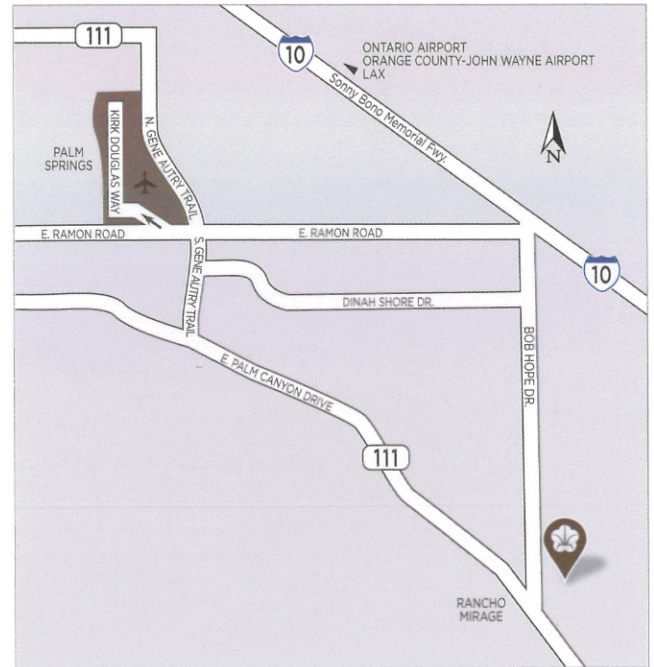 111
10
ONTARIO AIRPORT
ORANGE COUNTY-JOHN WAYNE AIRPORT
LAX
Sonny Bono Memorial Fwy.
N
N. GENE AUTRY TRAIL
KIRK DOUGLAS WAY
PALM
SPRINGS
E. RAMON ROAD
E. RAMON ROAD
S. GENE AUTRY TRAIL
10
DINAH SHORE DR.
BOB HOPE DR.
E. PALM CANYON DRIVE
111
RANCHO
MIRAGE